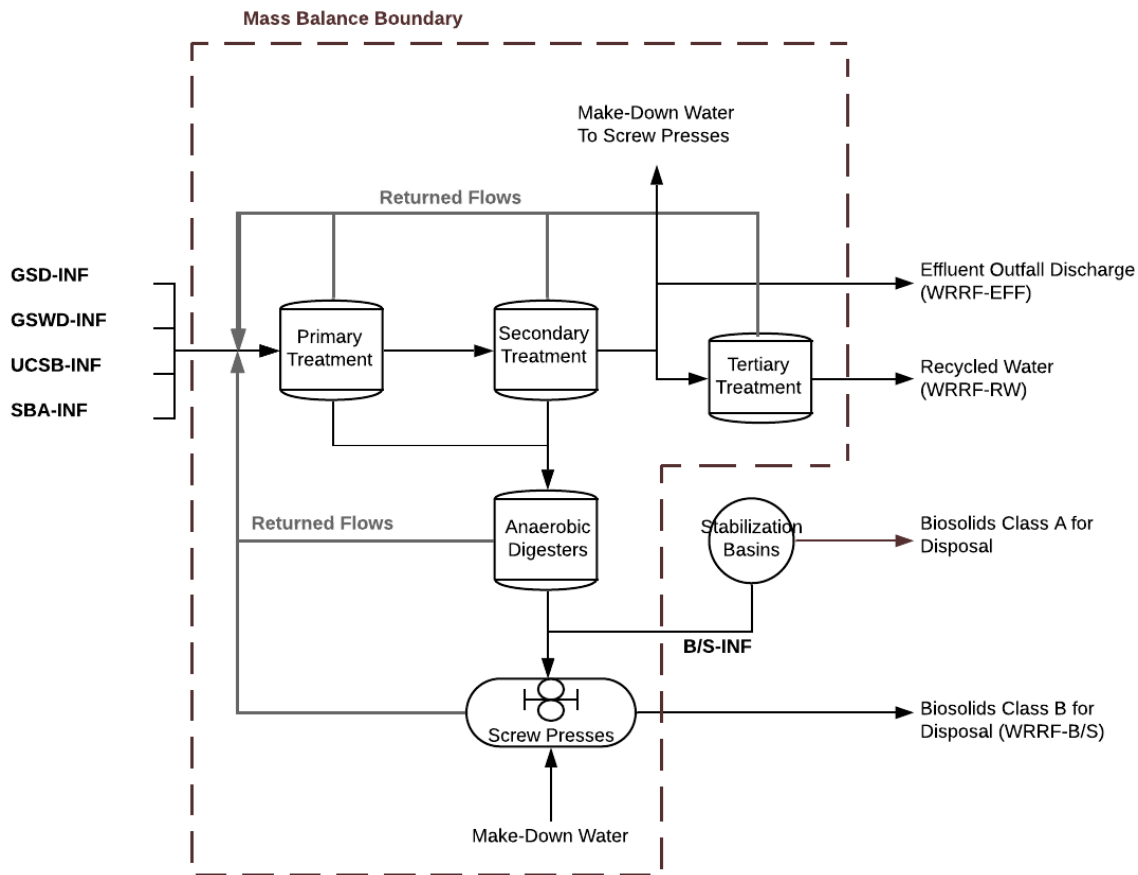 Mass Balance Boundary
Make-Down Water
To Screw Presses
Returned Flows
GSD-INF
GSWD-INF
UCSB-INF
SBA-INF
Primary
Treatment
Secondary
Treatment
Tertiary
Treatment
Effluent Outfall Discharge
(WRRF-EFF)
Recycled Water
(WRRF-RW)
Returned Flows
Anaerobic
Digesters
Stabilization
Basins
Biosolids Class A for
Disposal
B/S-INF
Screw Presses
Biosolids Class B for
Disposal (WRRF-B/S)
Make-Down Water